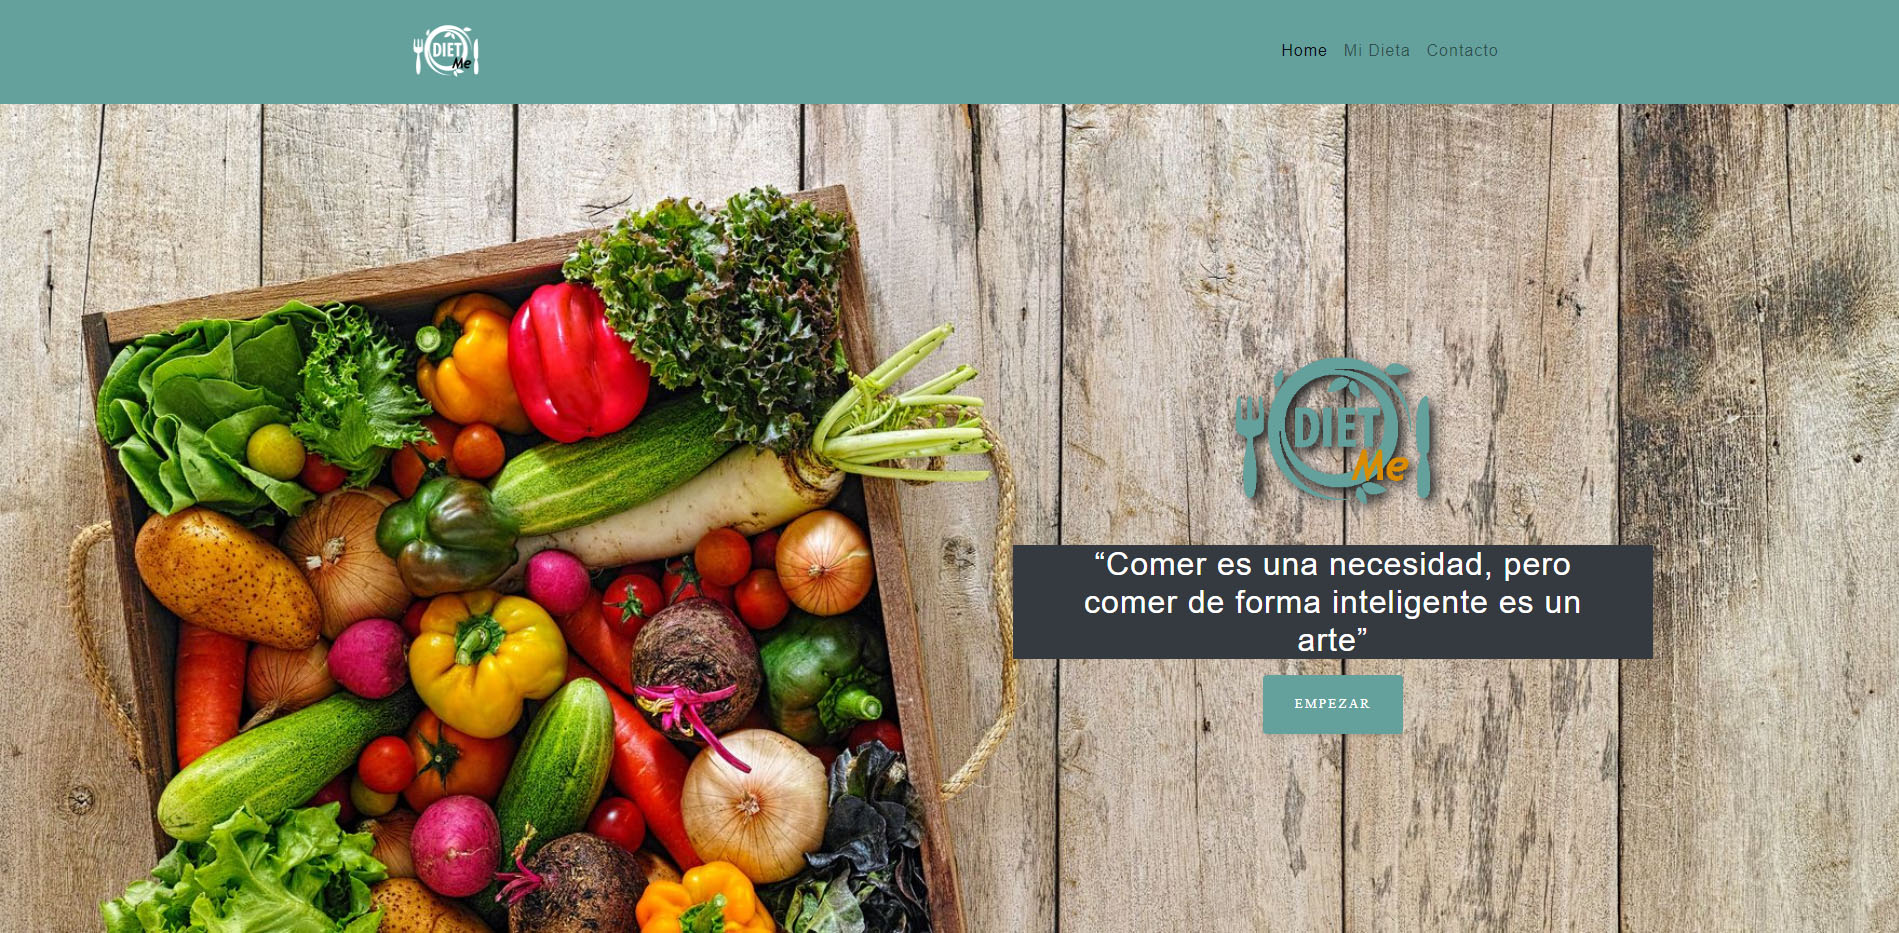 DIET
Me
Home Mi Dieta Contacto
DIET
Me
“Comer es una necesidad, pero
comer de forma inteligente es un
arte”
EMPEZAR